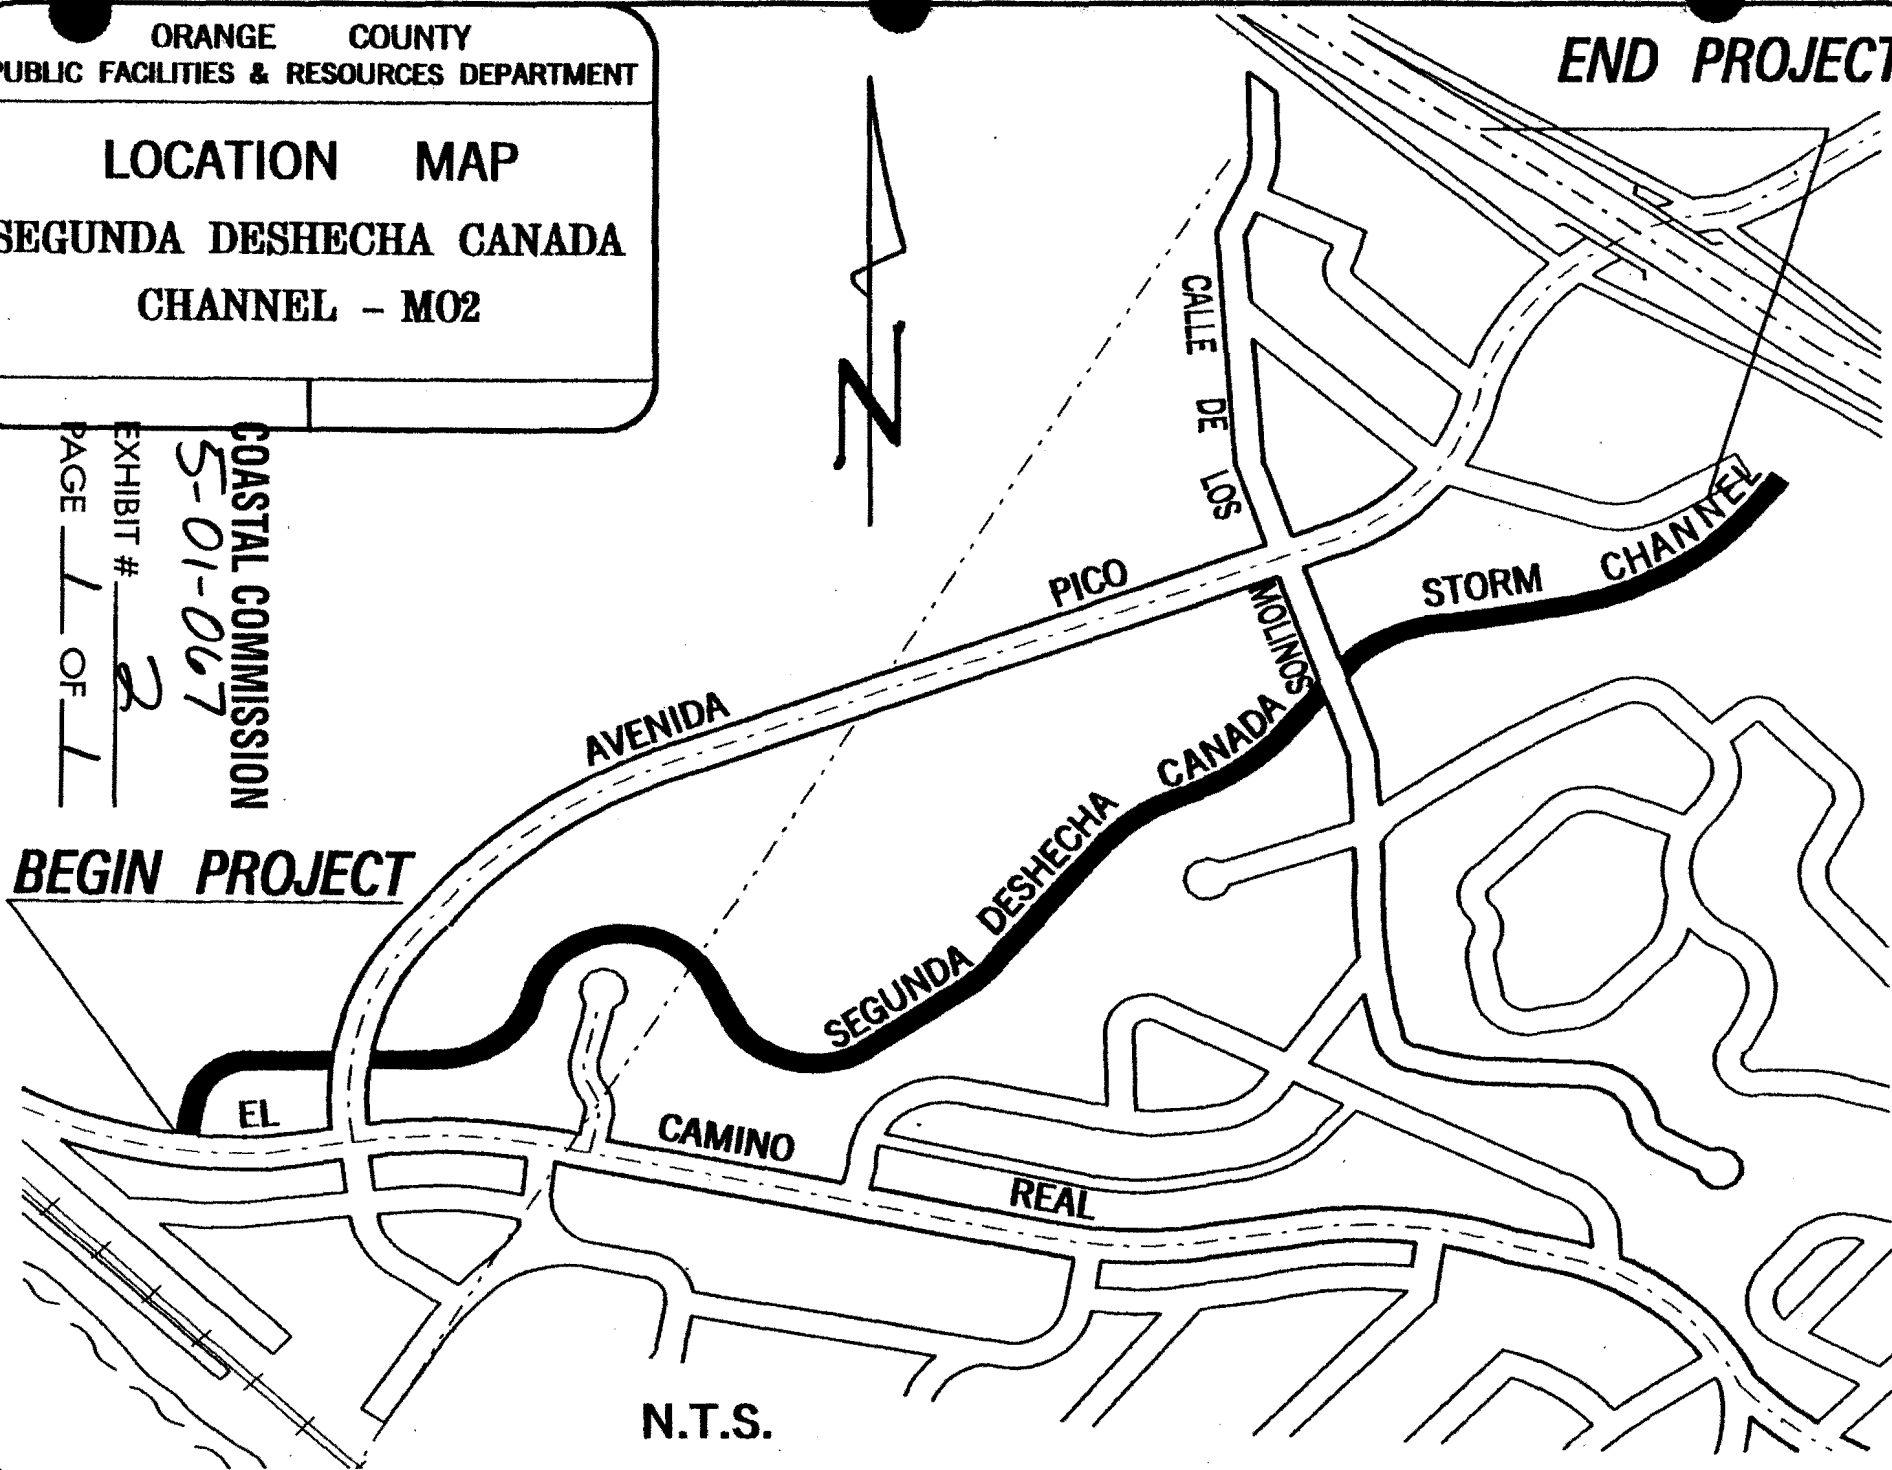 ORANGE COUNTY
PUBLIC FACILITIES & RESOURCES DEPARTMENT
LOCATION MAP
SEGUNDA DESHECHA CANADA
CHANNEL - M02
COASTAL COMMISSION
5-01-067
EXHIBIT # 2
PAGE 1 OF 1
END PROJECT
BEGIN PROJECT
N
CALLE DE LOS MOLINOS
AVENIDA PICO
SEGUNDA DESHECHA CANADA STORM CHANNEL
EL CAMINO REAL
N.T.S.